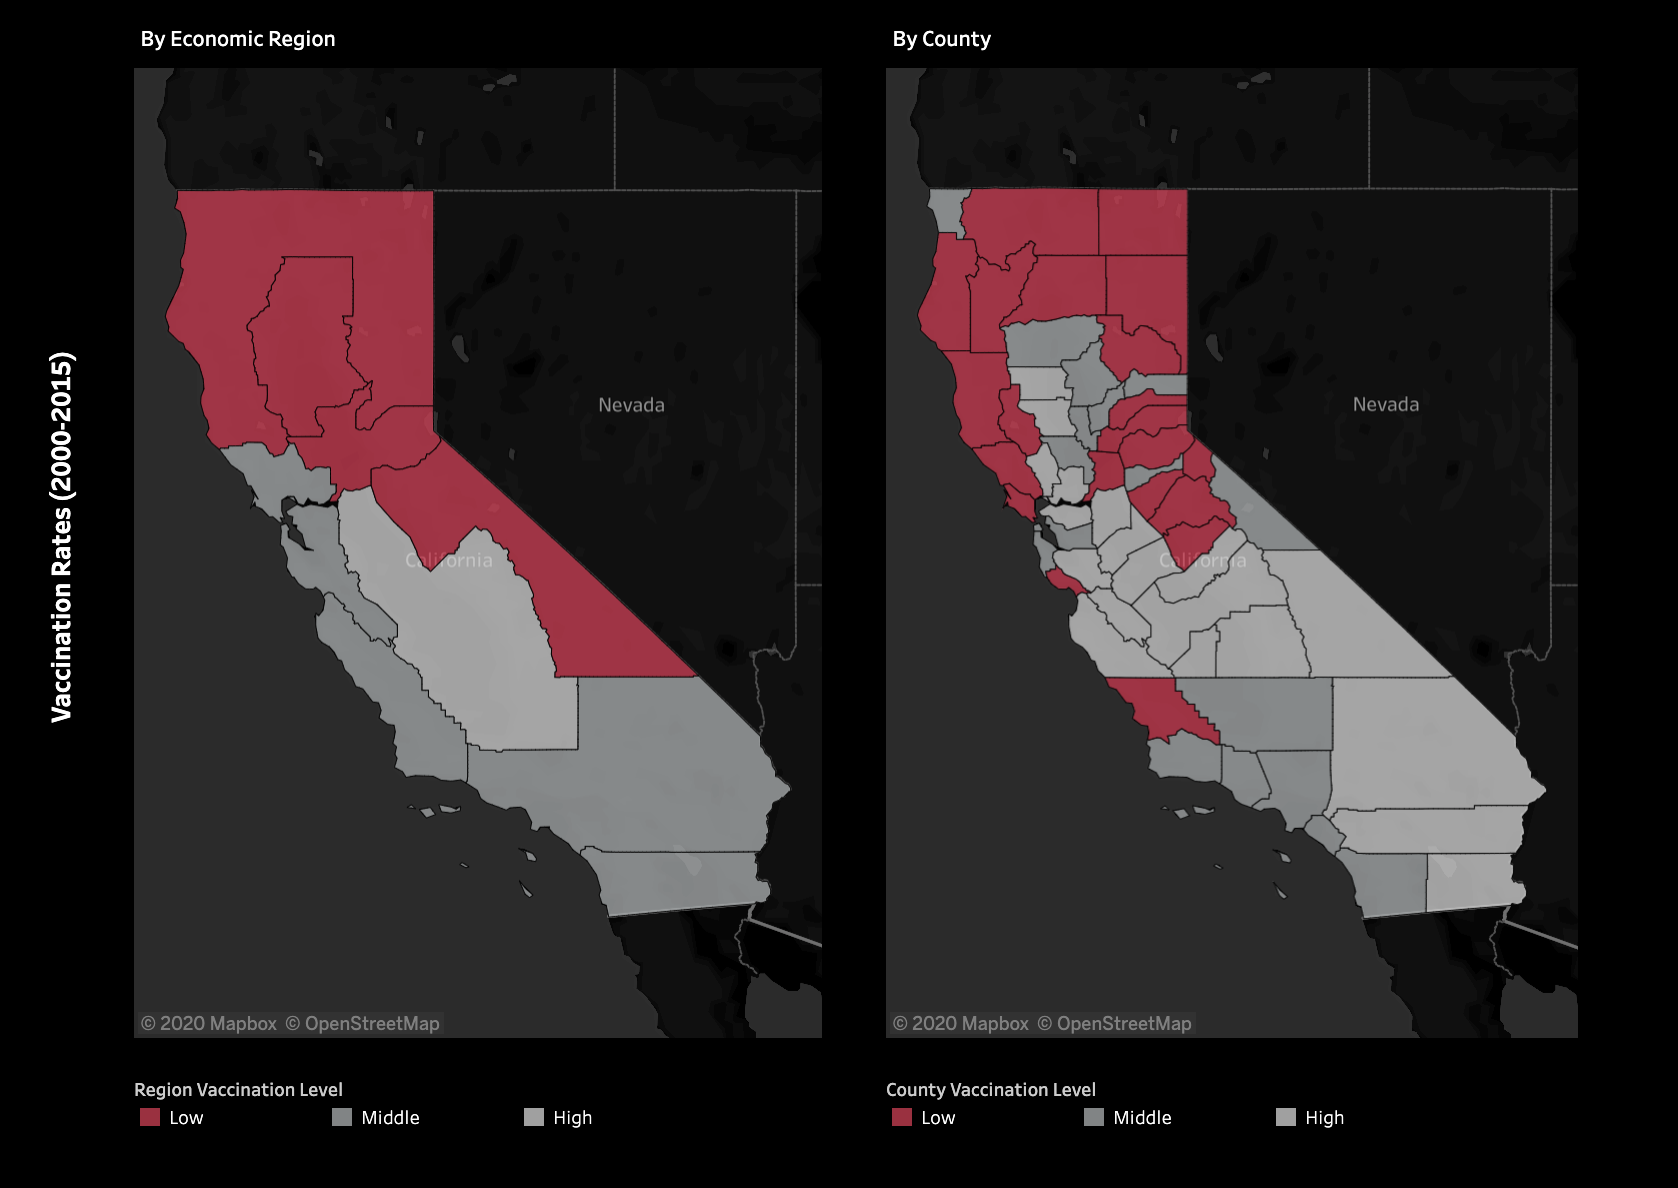 By Economic Region
By County
Vaccination Rates (2000-2015)
Nevada
California
© 2020 Mapbox © OpenStreetMap
Nevada
California
© 2020 Mapbox © OpenStreetMap
Region Vaccination Level
Low
Middle
High
County Vaccination Level
Low
Middle
High